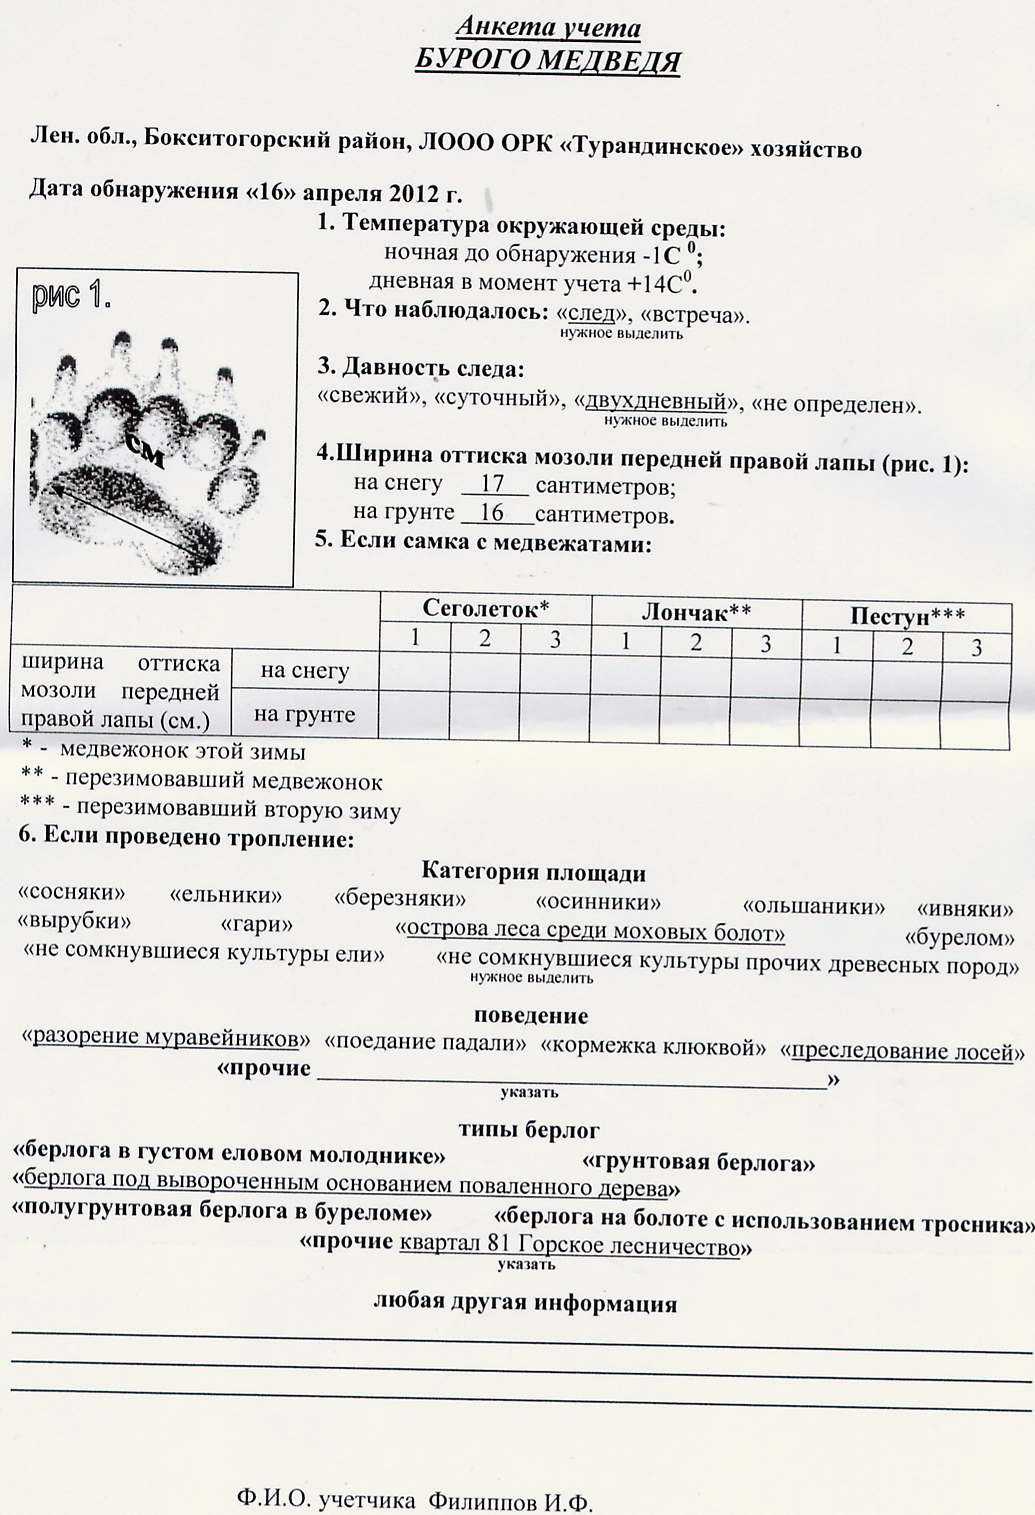 Анкета учета
БУРОГО МЕДВЕДЯ
Лен. обл., Бокситогорский район, ЛООО ОРК «Турандинское» хозяйство
Дата обнаружения «16» апреля 2012 г.
1. Температура окружающей среды:
ночная до обнаружения -1С ⁰;
дневная в момент учета +14С⁰.
2. Что наблюдалось: «след», «встреча».
нужное выделить
рис 1.
см
3. Давность следа:
«свежий», «суточный», «двухдневный», «не определен».
нужное выделить
4.Ширина оттиска мозоли передней правой лапы (рис. 1):
на снегу __17__ сантиметров;
на грунте __16__сантиметров.
5. Если самка с медвежатами:
Сеголеток* Лончак** Пестун***
1 2 3 1 2 3 1 2 3
ширина оттиска мозоли передней правой лапы (см.)
на снегу
на грунте
* - медвежонок этой зимы
** - перезимовавший медвежонок
*** - перезимовавший вторую зиму
6. Если проведено тропление:
Категория площади
«сосняки» «ельники» «березняки» «осинники» «ольшаники» «ивняки»
«вырубки» «гари» «острова леса среди моховых болот» «бурелом»
«не сомкнувшиеся культуры ели» «не сомкнувшиеся культуры прочих древесных пород»
нужное выделить
поведение
«разорение муравейников» «поедание падали» «кормежка клюквой» «преследование лосей»
«прочие ____________________»
указать
типы берлог
«берлога в густом еловом молоднике» «грунтовая берлога»
«берлога под вывороченным основанием поваленного дерева»
«полугрунтовая берлога в буреломе» «берлога на болоте с использованием тросника»
«прочие квартал 81 Горское лесничество»
указать
любая другая информация
Ф.И.О. учетчика Филиппов И.Ф.